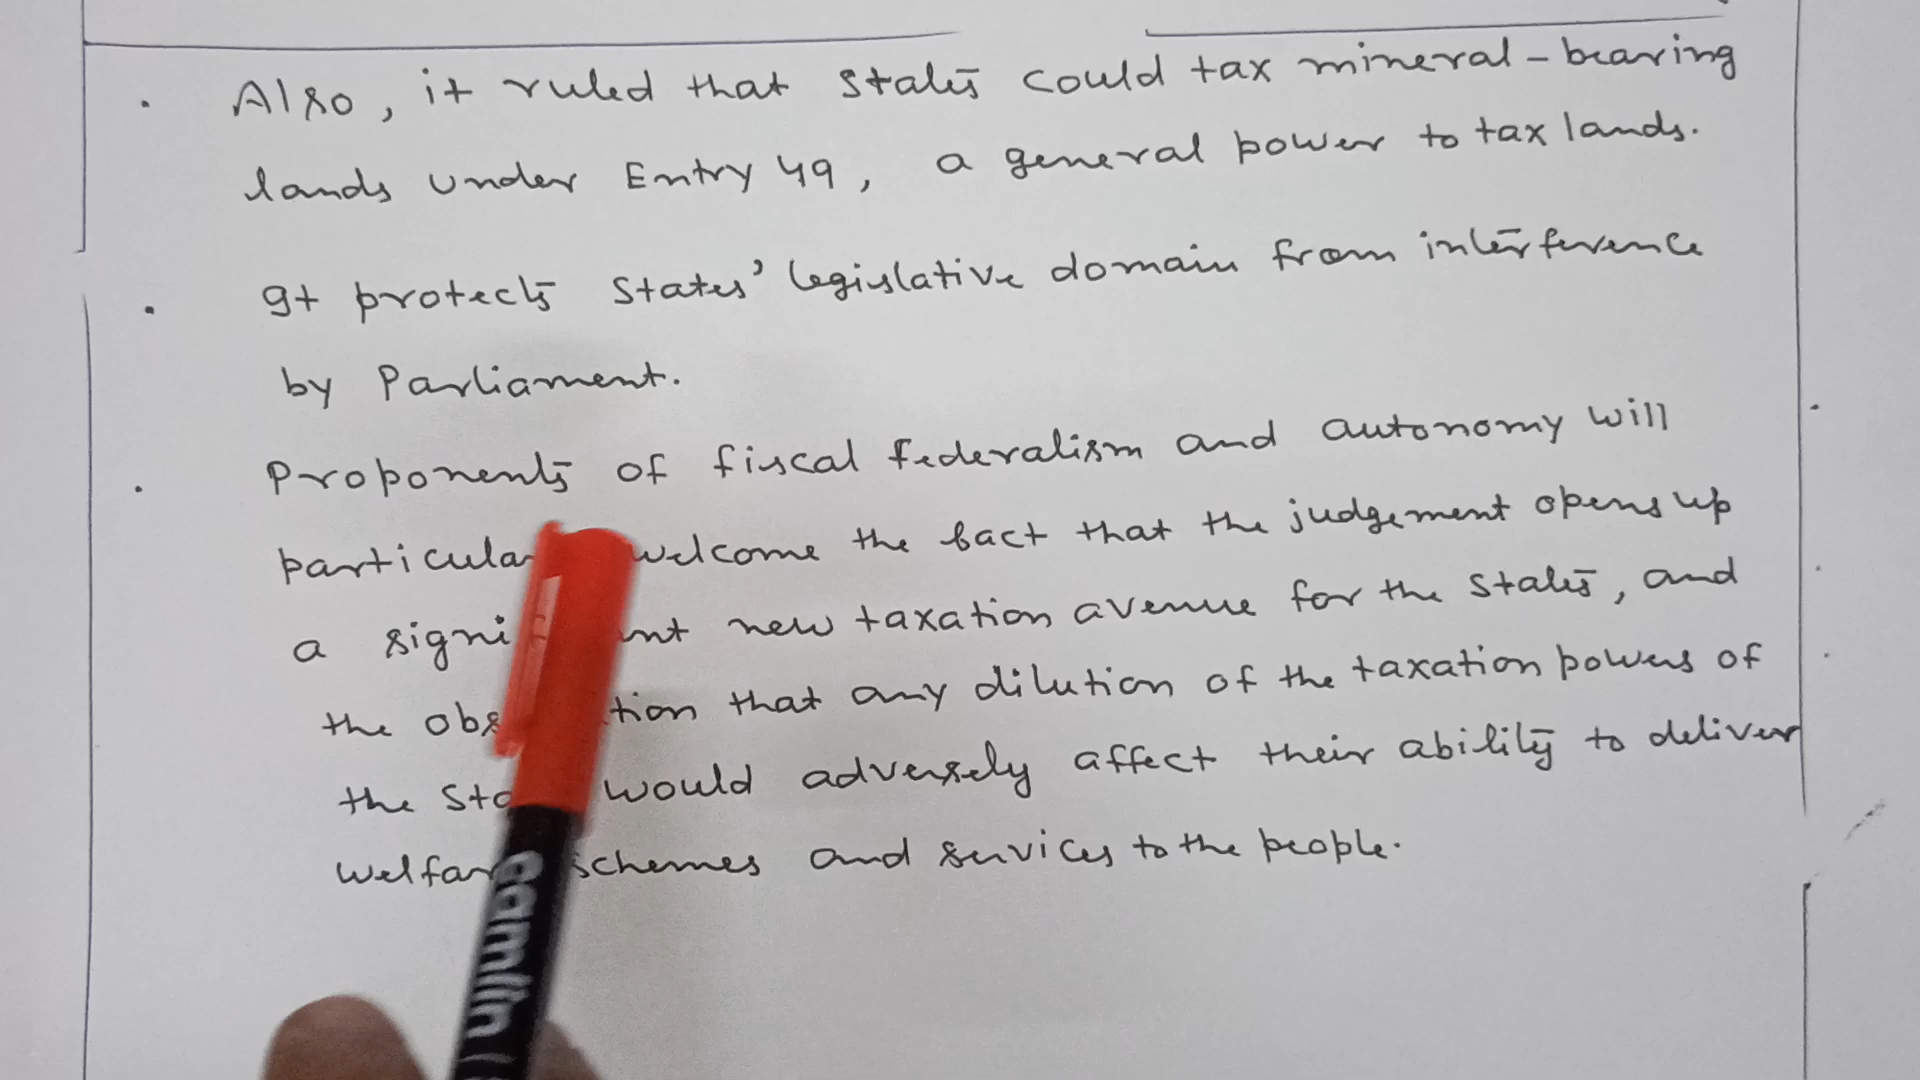 Also, it ruled that states could tax mineral-bearing
lands under Entry 49, a general power to tax lands.
It protects States' legislative domain from interference
by Parliament.
Proponents of fiscal federalism and autonomy will
welcome the fact that the judgement opens up
a new taxation avenue for the states, and
the that any dilution of the taxation powers of
the would adversely affect their ability to deliver
schemes and services to the people.
camlin